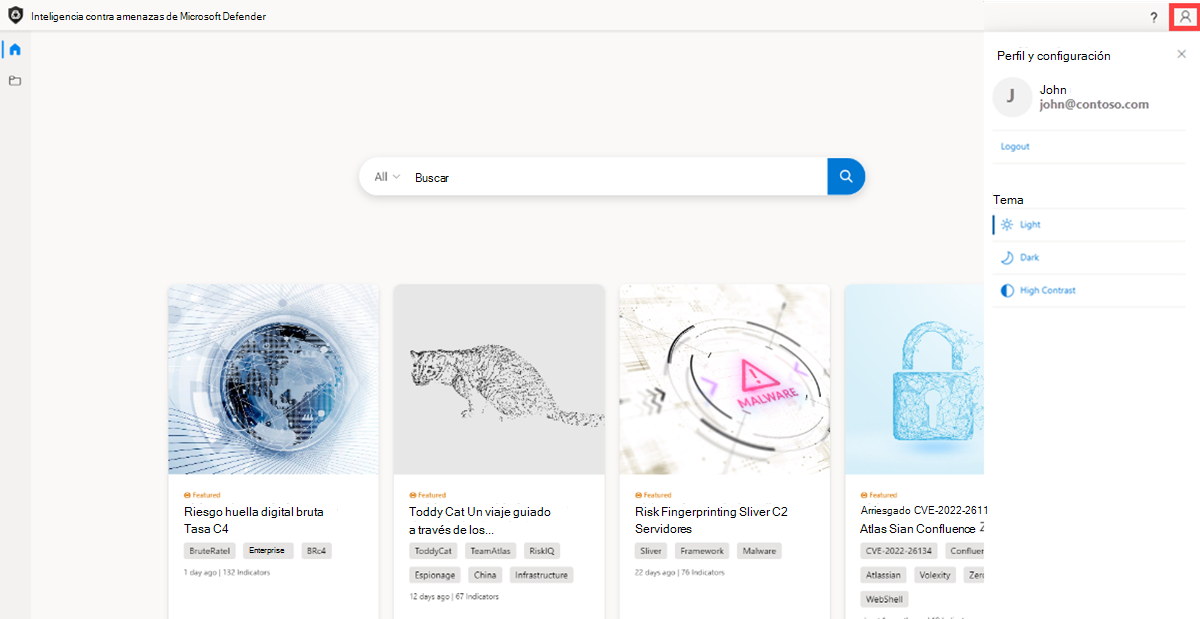 Inteligencia contra amenazas de Microsoft Defender
?
Perfil y configuración
J
John
john@contoso.com
Logout
Tema
Light
Dark
High Contrast
All
Buscar
MALWARE
Featured
Riesgo huella digital bruta
Tasa C4
BruteRatel Enterprise BRc4
1 day ago | 132 Indicators
Featured
Toddy Cat Un viaje guiado
a través de los...
ToddyCat TeamAtlas RiskIQ
Espionage China Infrastructure
12 days ago | 67 Indicators
Featured
Risk Fingerprinting Sliver C2
Servidores
Sliver Framework Malware
22 days ago | 76 Indicators
Featured
Arriesgado CVE-2022-2611
Atlas Sian Confluence
CVE-2022-26134 Confluen
Atlassian Volexity Zero
WebShell